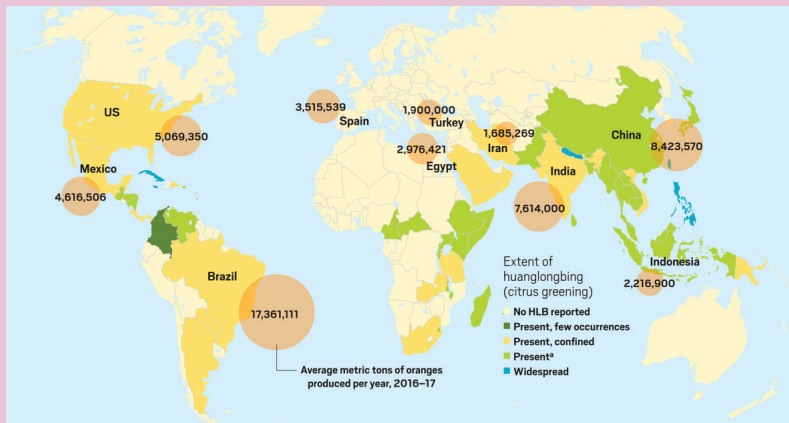 US
5,069,350
Mexico
4,616,506
Brazil
17,361,111
Average metric tons of oranges
produced per year, 2016–17
3,515,539
Spain
1,900,000
Turkey
2,976,421
Egypt
1,685,269
Iran
India
7,614,000
China
8,423,570
Indonesia
2,216,900
Extent of
huanglongbing
(citrus greening)
No HLB reported
Present, few occurrences
Present, confined
Presentᵃ
Widespread